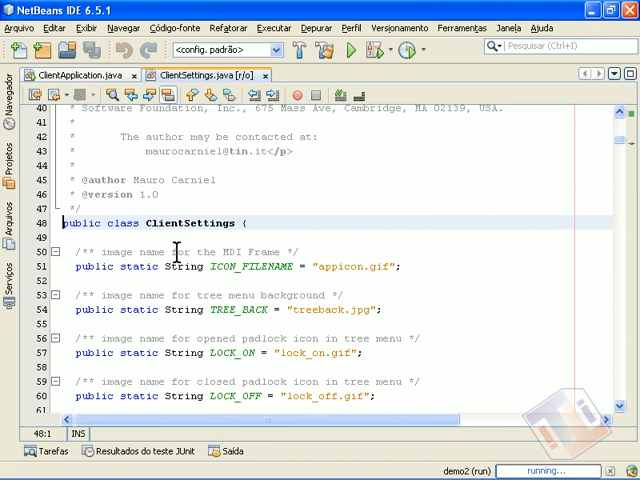 NetBeans IDE 6.5.1
Arquivo Editar Exibir Navegar Código-fonte Refatorar Executar Depurar Perfil Versionamento Ferramentas Janela Ajuda
<config. padrão> Pesquisar (Ctrl+I)
ClientApplication.java ClientSettings.java [r/o]
Navegador
Projetos
Arquivos
Serviços
40 * Software Foundation, Inc., 675 Mass Ave, Cambridge, MA 02139, USA.
41 *
42 * The author may be contacted at:
43 * maurocarniel@tin.it</p>
44 *
45 * @author Mauro Carniel
46 * @version 1.0
47 */
48 public class ClientSettings {
49
50 /** image name for the MDI Frame */
51 public static String ICON_FILENAME = "appicon.gif";
52
53 /** image name for tree menu background */
54 public static String TREE_BACK = "treeback.jpg";
55
56 /** image name for opened padlock icon in tree menu */
57 public static String LOCK_ON = "lock_on.gif";
58
59 /** image name for closed padlock icon in tree menu */
60 public static String LOCK_OFF = "lock_off.gif";
61
48:1 INS
Tarefas Resultados do teste JUnit Saída
demo2 (run) running...